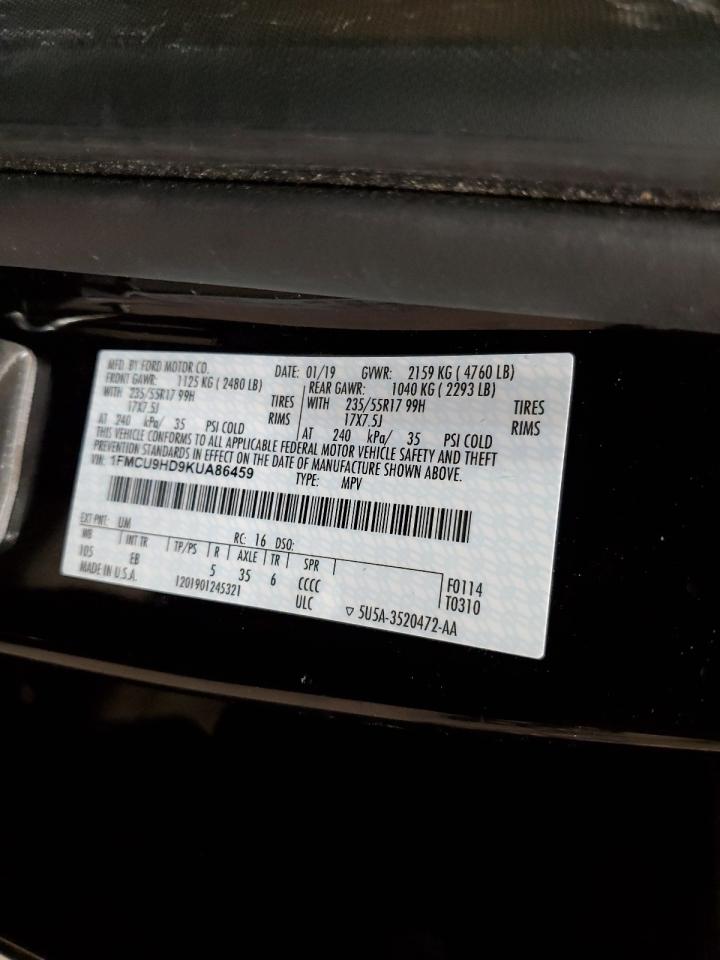 MFD. BY FORD MOTOR CO. DATE: 01/19 GVWR: 2159 KG ( 4760 LB)
FRONT GAWR: 1125 KG ( 2480 LB) REAR GAWR: 1040 KG ( 2293 LB)
WITH 235/55R17 99H TIRES WITH 235/55R17 99H TIRES
17X7.5J RIMS 17X7.5J RIMS
AT 240 kPa/ 35 PSI COLD AT 240 kPa/ 35 PSI COLD
THIS VEHICLE CONFORMS TO ALL APPLICABLE FEDERAL MOTOR VEHICLE SAFETY AND THEFT
PREVENTION STANDARDS IN EFFECT ON THE DATE OF MANUFACTURE SHOWN ABOVE.
VIN: 1FMCU9HD9KUA86459 TYPE: MPV
EXT PNT: UM RC: 16 DSO:
WB INT TR TP/PS R AXLE TR SPR
105 EB 5 35 6 CCCC F0114
MADE IN U.S.A. 1201901245321 ULC T0310
▽ 5U5A-3520472-AA